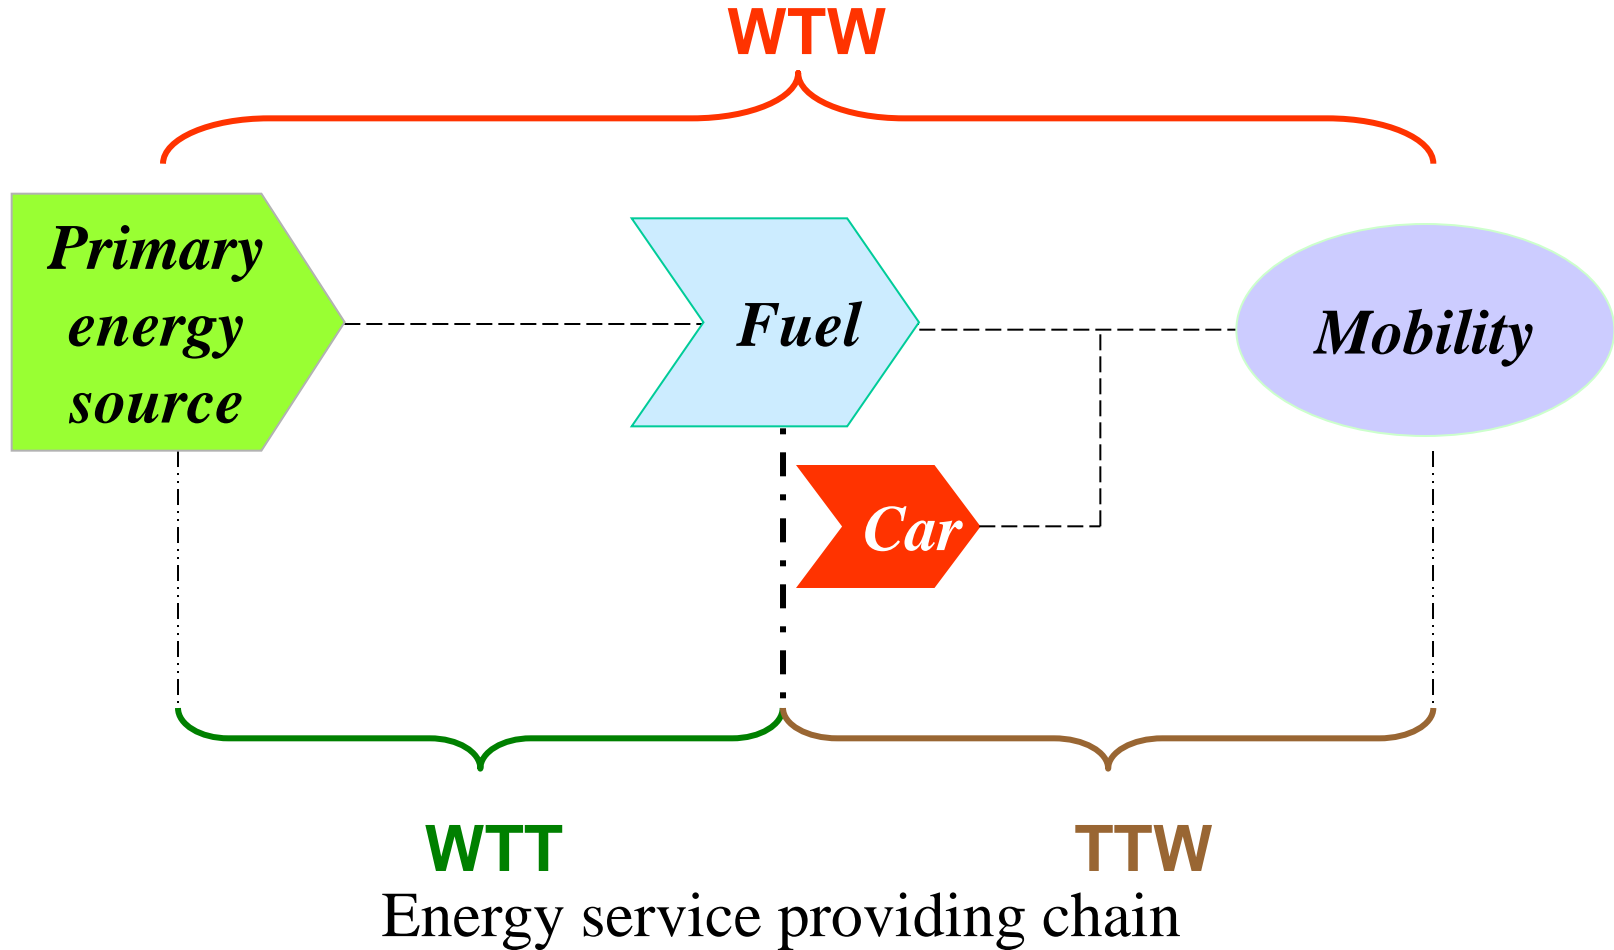 WTW
Primary
energy
source
Fuel
Mobility
Car
WTT
TTW
Energy service providing chain